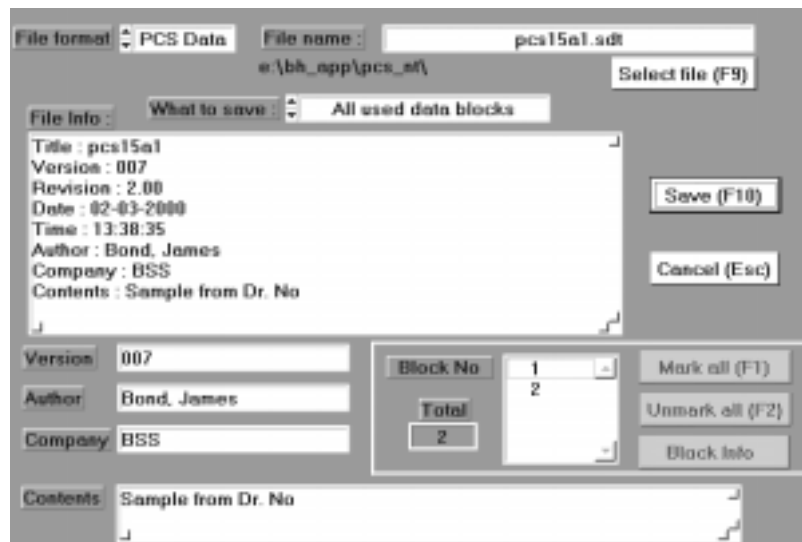 File format PCS Data File name : pcs15a1.sdt
e:\bh_app\pcs_nt\ Select file (F9)
What to save : All used data blocks
File Info :
Title : pcs15a1
Version : 007
Revision : 2.00
Date : 02-03-2000
Time : 13:38:35
Author : Bond, James
Company : BSS
Contents : Sample from Dr. No
Save (F10)
Cancel (Esc)
Version 007
Author Bond, James
Company BSS
Block No 1
2
Total
2
Mark all (F1)
Unmark all (F2)
Block Info
Contents Sample from Dr. No